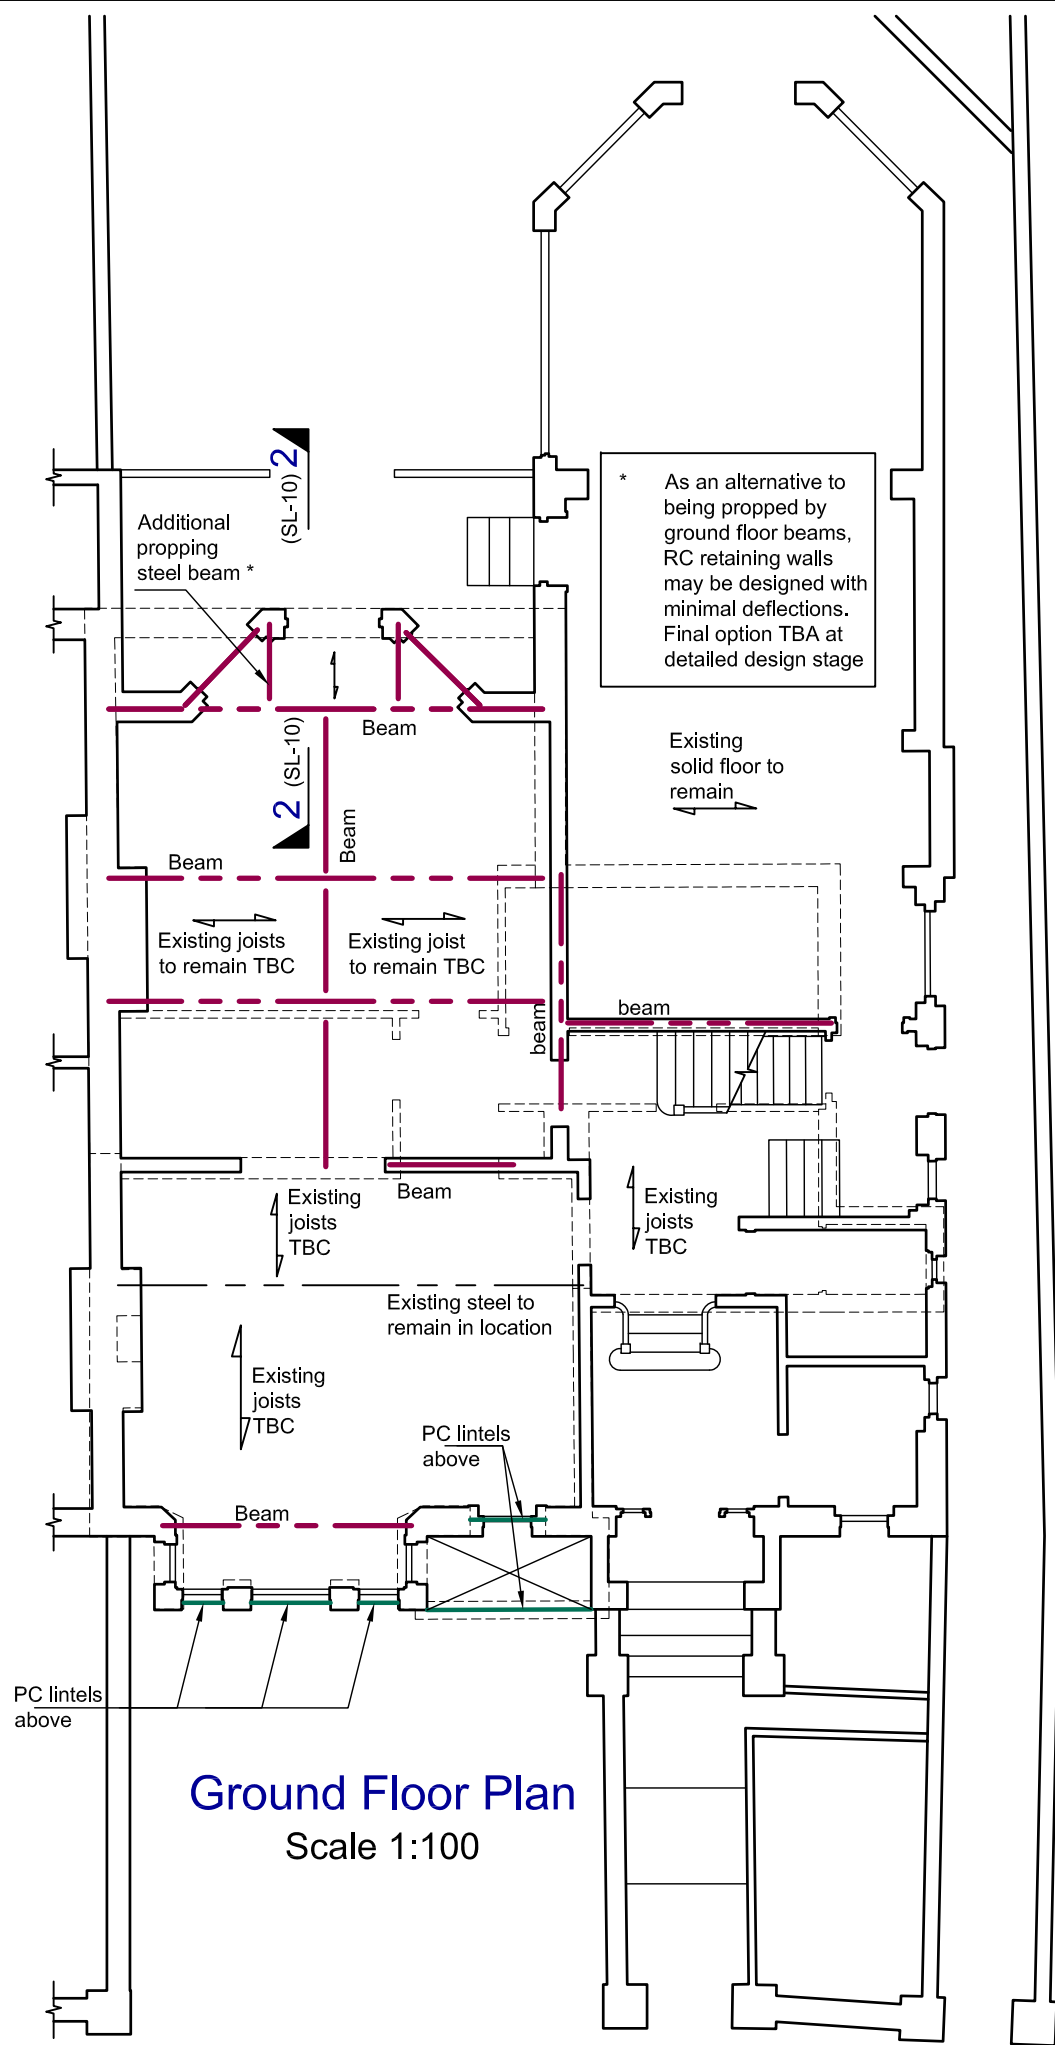 2
(SL-10)
*
As an alternative to
being propped by
ground floor beams,
RC retaining walls
may be designed with
minimal deflections.
Final option TBA at
detailed design stage
Additional
propping
steel beam *
Beam
2 (SL-10)
Beam
Existing
solid floor to
remain
Beam
Existing joists
to remain TBC
Existing joist
to remain TBC
beam
beam
Beam
Existing
joists
TBC
Existing
joists
TBC
Existing steel to
remain in location
Existing
joists
TBC
PC lintels
above
Beam
PC lintels
above
Ground Floor Plan
Scale 1:100